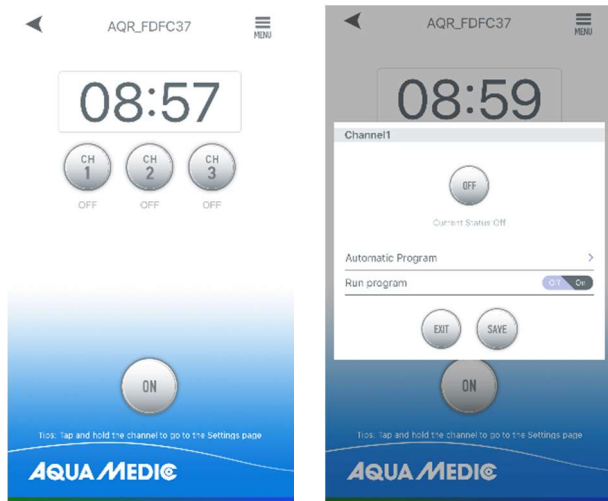 AQR_FDFC37
MENU
08:57
CH 1
CH 2
CH 3
OFF
OFF
OFF
ON
Tips: Tap and hold the channel to go to the Settings page
AQUA MEDIC
AQR_FDFC37
MENU
08:59
Channel1
OFF
Current Status Off
Automatic Program
Run program
Off
On
EXIT
SAVE
ON
Tips: Tap and hold the channel to go to the Settings page
AQUA MEDIC